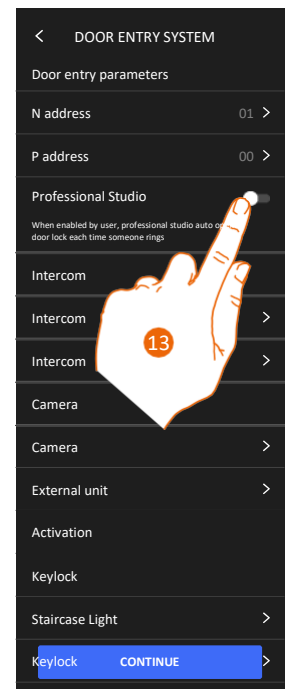 DOOR ENTRY SYSTEM
Door entry parameters
N address 01
P address 00
Professional Studio
When enabled by user, professional studio auto
door lock each time someone rings
Intercom
Intercom
Intercom
13
Camera
Camera
External unit
Activation
Keylock
Staircase Light
Keylock CONTINUE